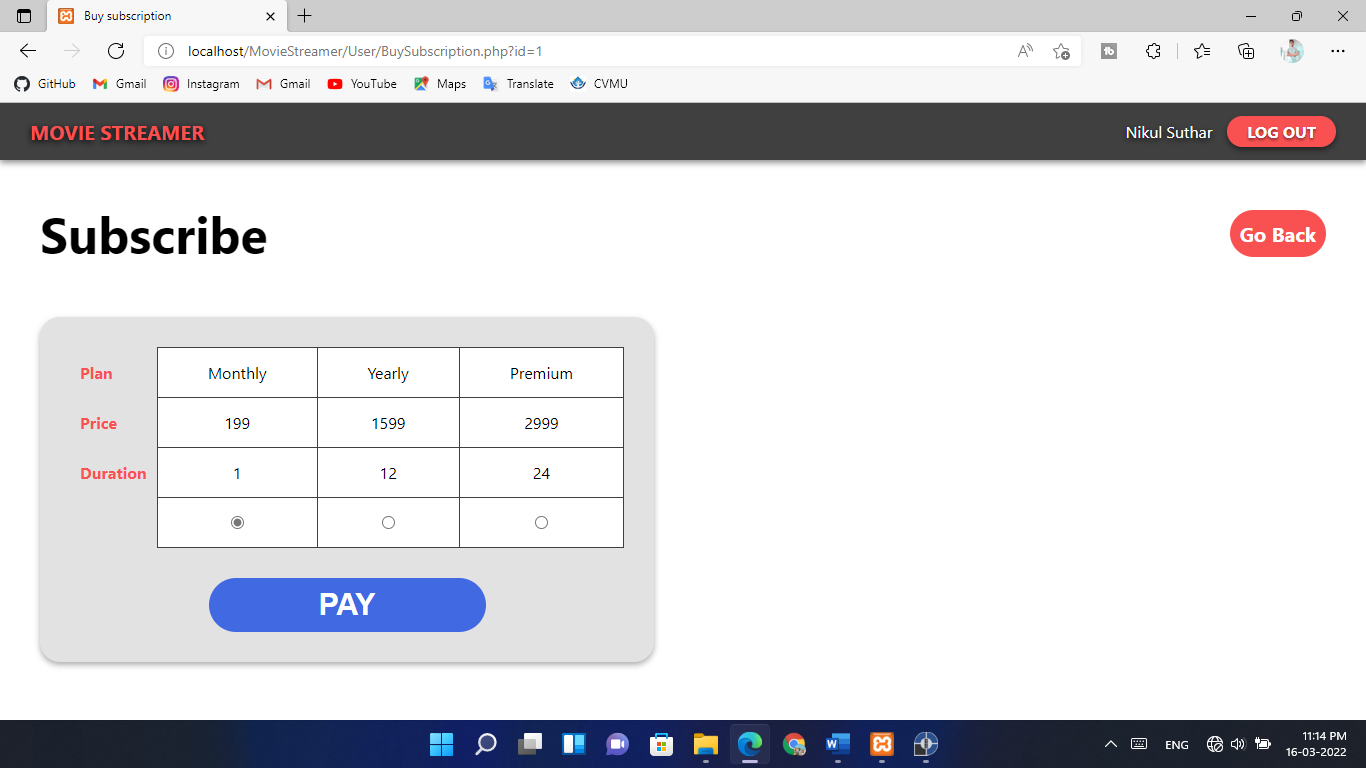 Buy subscription
localhost/MovieStreamer/User/BuySubscription.php?id=1
GitHub Gmail Instagram Gmail YouTube Maps Translate CVMU
MOVIE STREAMER Nikul Suthar LOG OUT
Subscribe Go Back
Plan Monthly Yearly Premium
Price 199 1599 2999
Duration 1 12 24
PAY
ENG 11:14 PM
16-03-2022